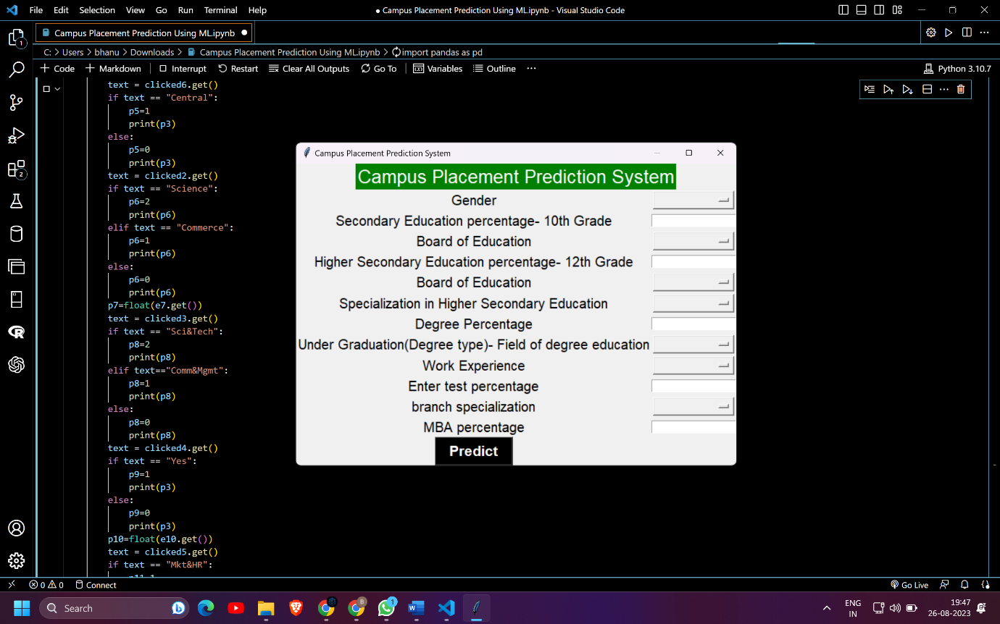 File Edit Selection View Go Run Terminal Help
● Campus Placement Prediction Using ML.ipynb - Visual Studio Code
Campus Placement Prediction Using ML.ipynb ●
C: > Users > bhanu > Downloads > Campus Placement Prediction Using ML.ipynb > import pandas as pd
+ Code + Markdown Interrupt Restart Clear All Outputs Go To Variables Outline ···
Python 3.10.7
1
2
text = clicked6.get()
if text == "Central":
p5=1
print(p3)
else:
p5=0
print(p3)
text = clicked2.get()
if text == "Science":
p6=2
print(p6)
elif text == "Commerce":
p6=1
print(p6)
else:
p6=0
print(p6)
p7=float(e7.get())
text = clicked3.get()
if text == "Sci&Tech":
p8=2
print(p8)
elif text=="Comm&Mgmt":
p8=1
print(p8)
else:
p8=0
print(p8)
text = clicked4.get()
if text == "Yes":
p9=1
print(p3)
else:
p9=0
print(p3)
p10=float(e10.get())
text = clicked5.get()
if text == "Mkt&HR":
Campus Placement Prediction System
Campus Placement Prediction System
Gender
Secondary Education percentage- 10th Grade
Board of Education
Higher Secondary Education percentage- 12th Grade
Board of Education
Specialization in Higher Secondary Education
Degree Percentage
Under Graduation(Degree type)- Field of degree education
Work Experience
Enter test percentage
branch specialization
MBA percentage
Predict
0 0 Connect
Go Live
Search
B
1
ENG
IN
19:47
26-08-2023